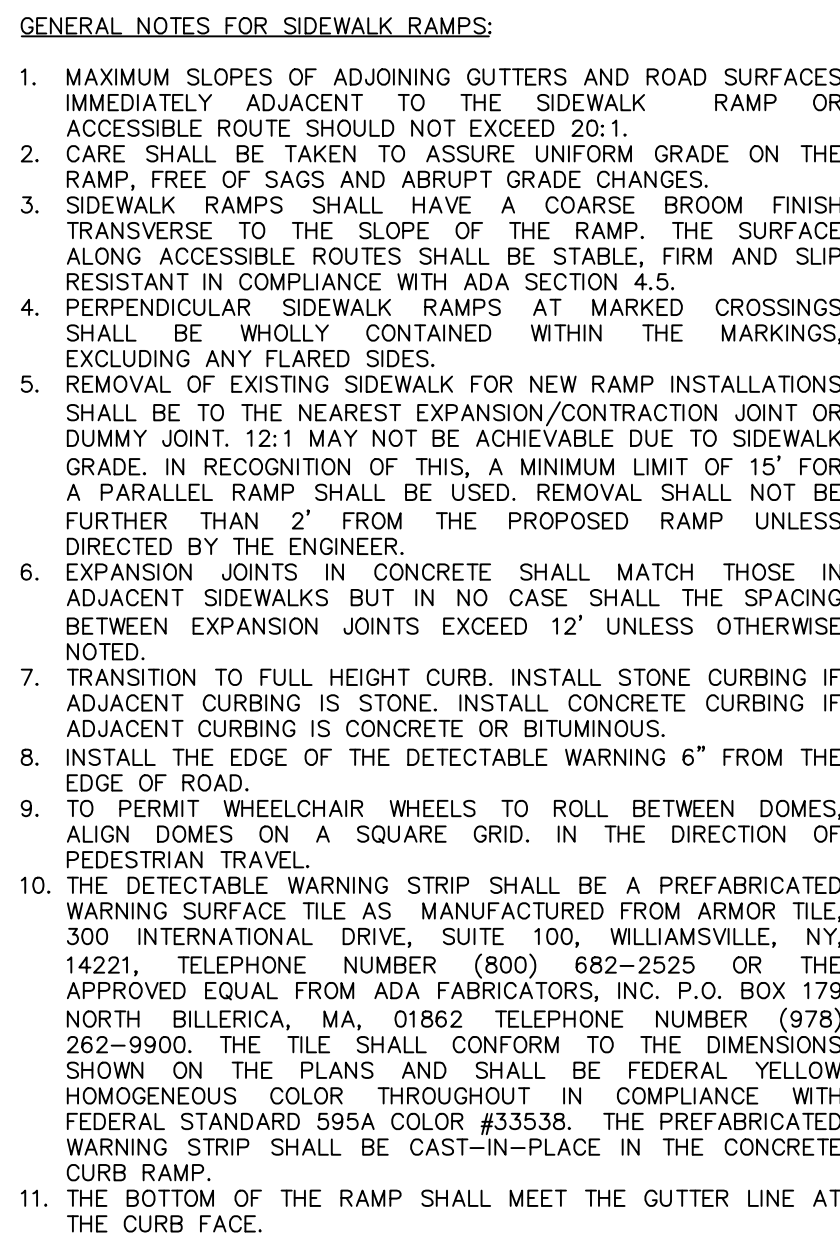 GENERAL NOTES FOR SIDEWALK RAMPS:
1. MAXIMUM SLOPES OF ADJOINING GUTTERS AND ROAD SURFACES
IMMEDIATELY ADJACENT TO THE SIDEWALK RAMP OR
ACCESSIBLE ROUTE SHOULD NOT EXCEED 20:1.
2. CARE SHALL BE TAKEN TO ASSURE UNIFORM GRADE ON THE
RAMP, FREE OF SAGS AND ABRUPT GRADE CHANGES.
3. SIDEWALK RAMPS SHALL HAVE A COARSE BROOM FINISH
TRANSVERSE TO THE SLOPE OF THE RAMP. THE SURFACE
ALONG ACCESSIBLE ROUTES SHALL BE STABLE, FIRM AND SLIP
RESISTANT IN COMPLIANCE WITH ADA SECTION 4.5.
4. PERPENDICULAR SIDEWALK RAMPS AT MARKED CROSSINGS
SHALL BE WHOLLY CONTAINED WITHIN THE MARKINGS,
EXCLUDING ANY FLARED SIDES.
5. REMOVAL OF EXISTING SIDEWALK FOR NEW RAMP INSTALLATIONS
SHALL BE TO THE NEAREST EXPANSION/CONTRACTION JOINT OR
DUMMY JOINT. 12:1 MAY NOT BE ACHIEVABLE DUE TO SIDEWALK
GRADE. IN RECOGNITION OF THIS, A MINIMUM LIMIT OF 15' FOR
A PARALLEL RAMP SHALL BE USED. REMOVAL SHALL NOT BE
FURTHER THAN 2' FROM THE PROPOSED RAMP UNLESS
DIRECTED BY THE ENGINEER.
6. EXPANSION JOINTS IN CONCRETE SHALL MATCH THOSE IN
ADJACENT SIDEWALKS BUT IN NO CASE SHALL THE SPACING
BETWEEN EXPANSION JOINTS EXCEED 12' UNLESS OTHERWISE
NOTED.
7. TRANSITION TO FULL HEIGHT CURB. INSTALL STONE CURBING IF
ADJACENT CURBING IS STONE. INSTALL CONCRETE CURBING IF
ADJACENT CURBING IS CONCRETE OR BITUMINOUS.
8. INSTALL THE EDGE OF THE DETECTABLE WARNING 6" FROM THE
EDGE OF ROAD.
9. TO PERMIT WHEELCHAIR WHEELS TO ROLL BETWEEN DOMES,
ALIGN DOMES ON A SQUARE GRID. IN THE DIRECTION OF
PEDESTRIAN TRAVEL.
10. THE DETECTABLE WARNING STRIP SHALL BE A PREFABRICATED
WARNING SURFACE TILE AS MANUFACTURED FROM ARMOR TILE,
300 INTERNATIONAL DRIVE, SUITE 100, WILLIAMSVILLE, NY,
14221, TELEPHONE NUMBER (800) 682-2525 OR THE
APPROVED EQUAL FROM ADA FABRICATORS, INC. P.O. BOX 179
NORTH BILLERICA, MA, 01862 TELEPHONE NUMBER (978)
262-9900. THE TILE SHALL CONFORM TO THE DIMENSIONS
SHOWN ON THE PLANS AND SHALL BE FEDERAL YELLOW
HOMOGENEOUS COLOR THROUGHOUT IN COMPLIANCE WITH
FEDERAL STANDARD 595A COLOR #33538. THE PREFABRICATED
WARNING STRIP SHALL BE CAST-IN-PLACE IN THE CONCRETE
CURB RAMP.
11. THE BOTTOM OF THE RAMP SHALL MEET THE GUTTER LINE AT
THE CURB FACE.